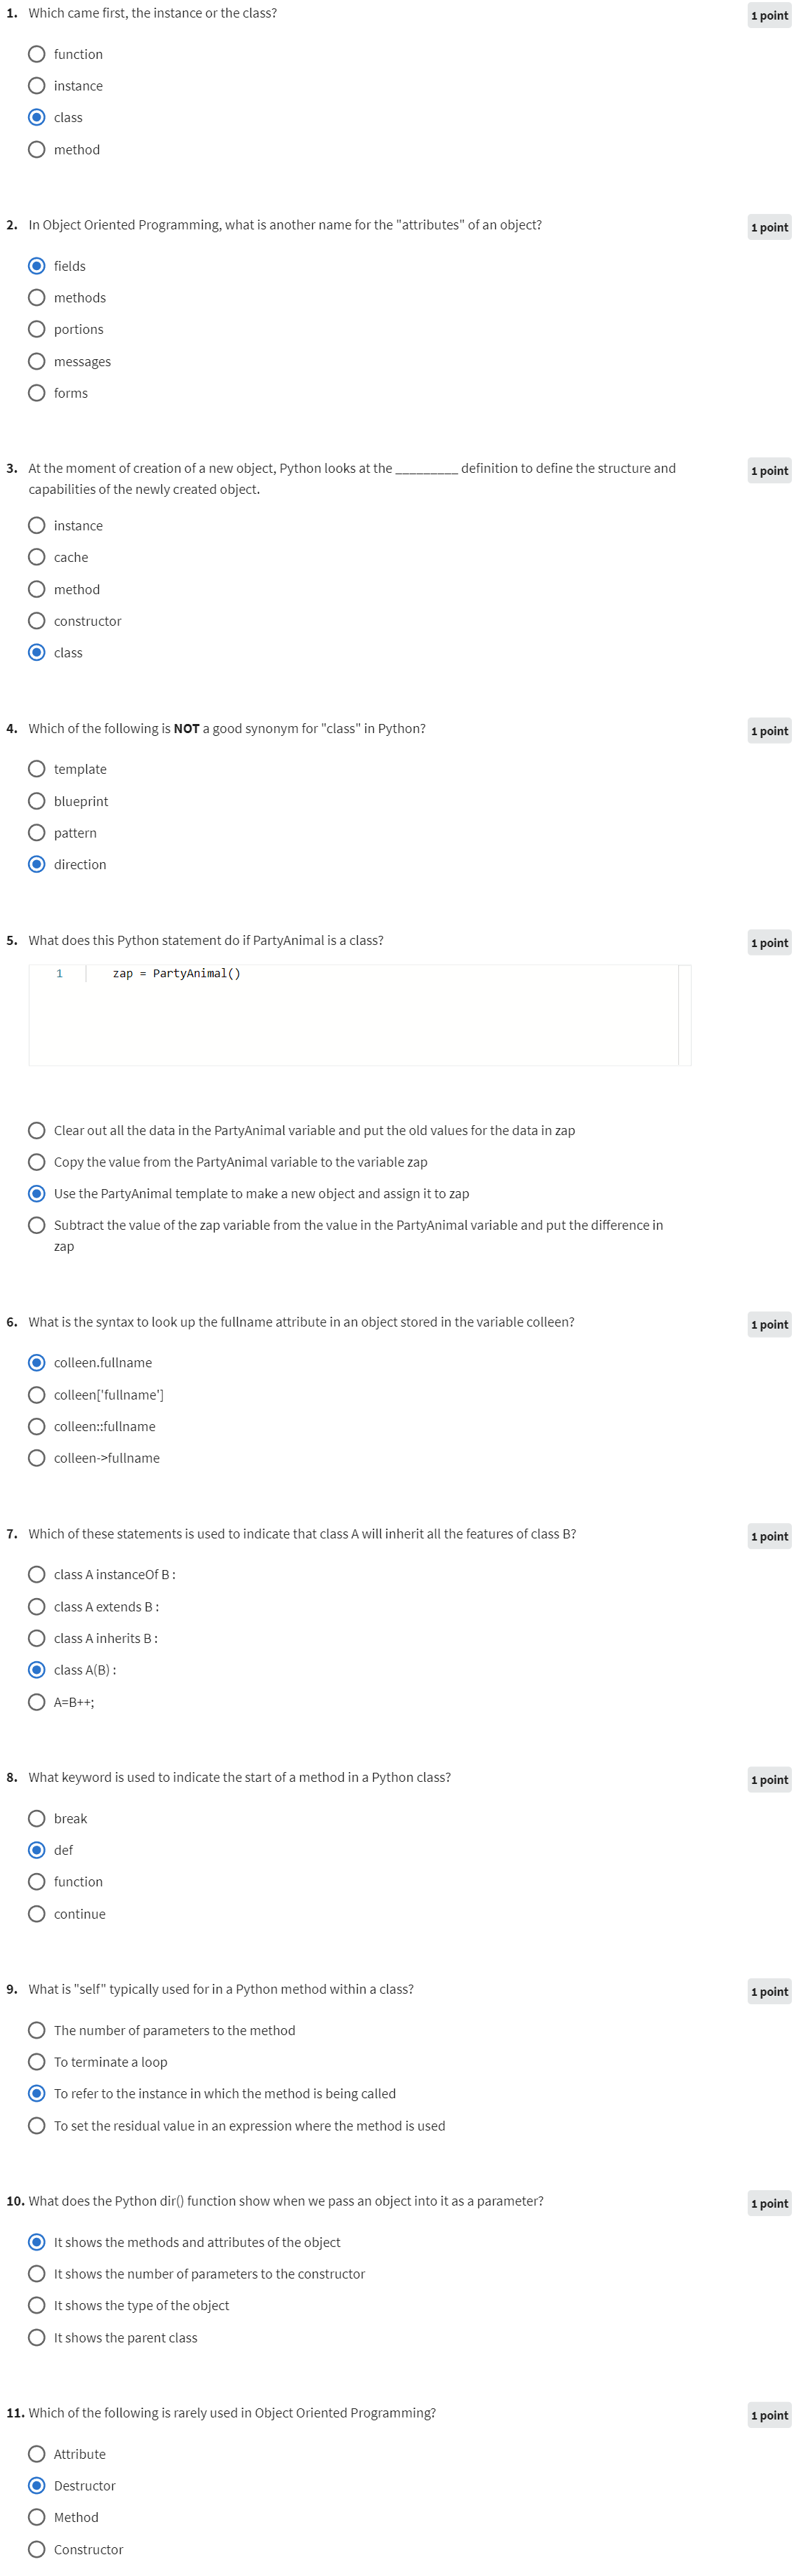 1. Which came first, the instance or the class?
1 point
function
instance
class
method
2. In Object Oriented Programming, what is another name for the "attributes" of an object?
1 point
fields
methods
portions
messages
forms
3. At the moment of creation of a new object, Python looks at the _________ definition to define the structure and
capabilities of the newly created object.
1 point
instance
cache
method
constructor
class
4. Which of the following is NOT a good synonym for "class" in Python?
1 point
template
blueprint
pattern
direction
5. What does this Python statement do if PartyAnimal is a class?
1 point
1 zap = PartyAnimal()
Clear out all the data in the PartyAnimal variable and put the old values for the data in zap
Copy the value from the PartyAnimal variable to the variable zap
Use the PartyAnimal template to make a new object and assign it to zap
Subtract the value of the zap variable from the value in the PartyAnimal variable and put the difference in
zap
6. What is the syntax to look up the fullname attribute in an object stored in the variable colleen?
1 point
colleen.fullname
colleen['fullname']
colleen::fullname
colleen->fullname
7. Which of these statements is used to indicate that class A will inherit all the features of class B?
1 point
class A instanceOf B :
class A extends B :
class A inherits B :
class A(B) :
A=B++;
8. What keyword is used to indicate the start of a method in a Python class?
1 point
break
def
function
continue
9. What is "self" typically used for in a Python method within a class?
1 point
The number of parameters to the method
To terminate a loop
To refer to the instance in which the method is being called
To set the residual value in an expression where the method is used
10. What does the Python dir() function show when we pass an object into it as a parameter?
1 point
It shows the methods and attributes of the object
It shows the number of parameters to the constructor
It shows the type of the object
It shows the parent class
11. Which of the following is rarely used in Object Oriented Programming?
1 point
Attribute
Destructor
Method
Constructor